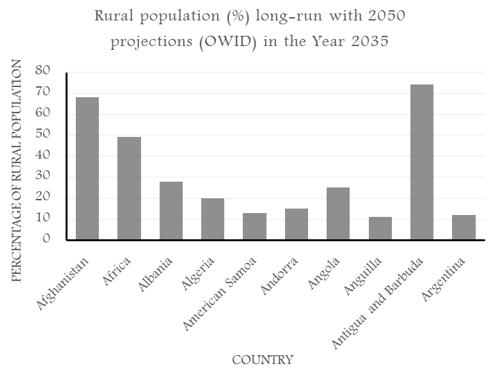 Rural population (%) long-run with 2050
projections (OWID) in the Year 2035
PERCENTAGE OF RURAL POPULATION
80
70
60
50
40
30
20
10
0
Afghanistan
Africa
Albania
Algeria
American Samoa
Andorra
Angola
Anguilla
Antigua and Barbuda
Argentina
COUNTRY